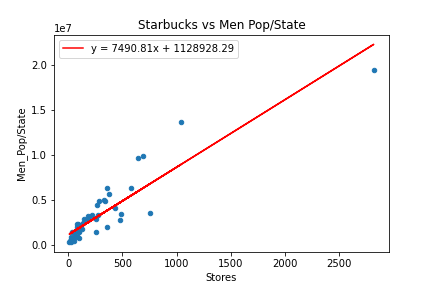 Starbucks vs Men Pop/State
1e7
y = 7490.81x + 1128928.29
2.0
1.5
1.0
0.5
0.0
Men_Pop/State
0
500
1000
1500
2000
2500
Stores